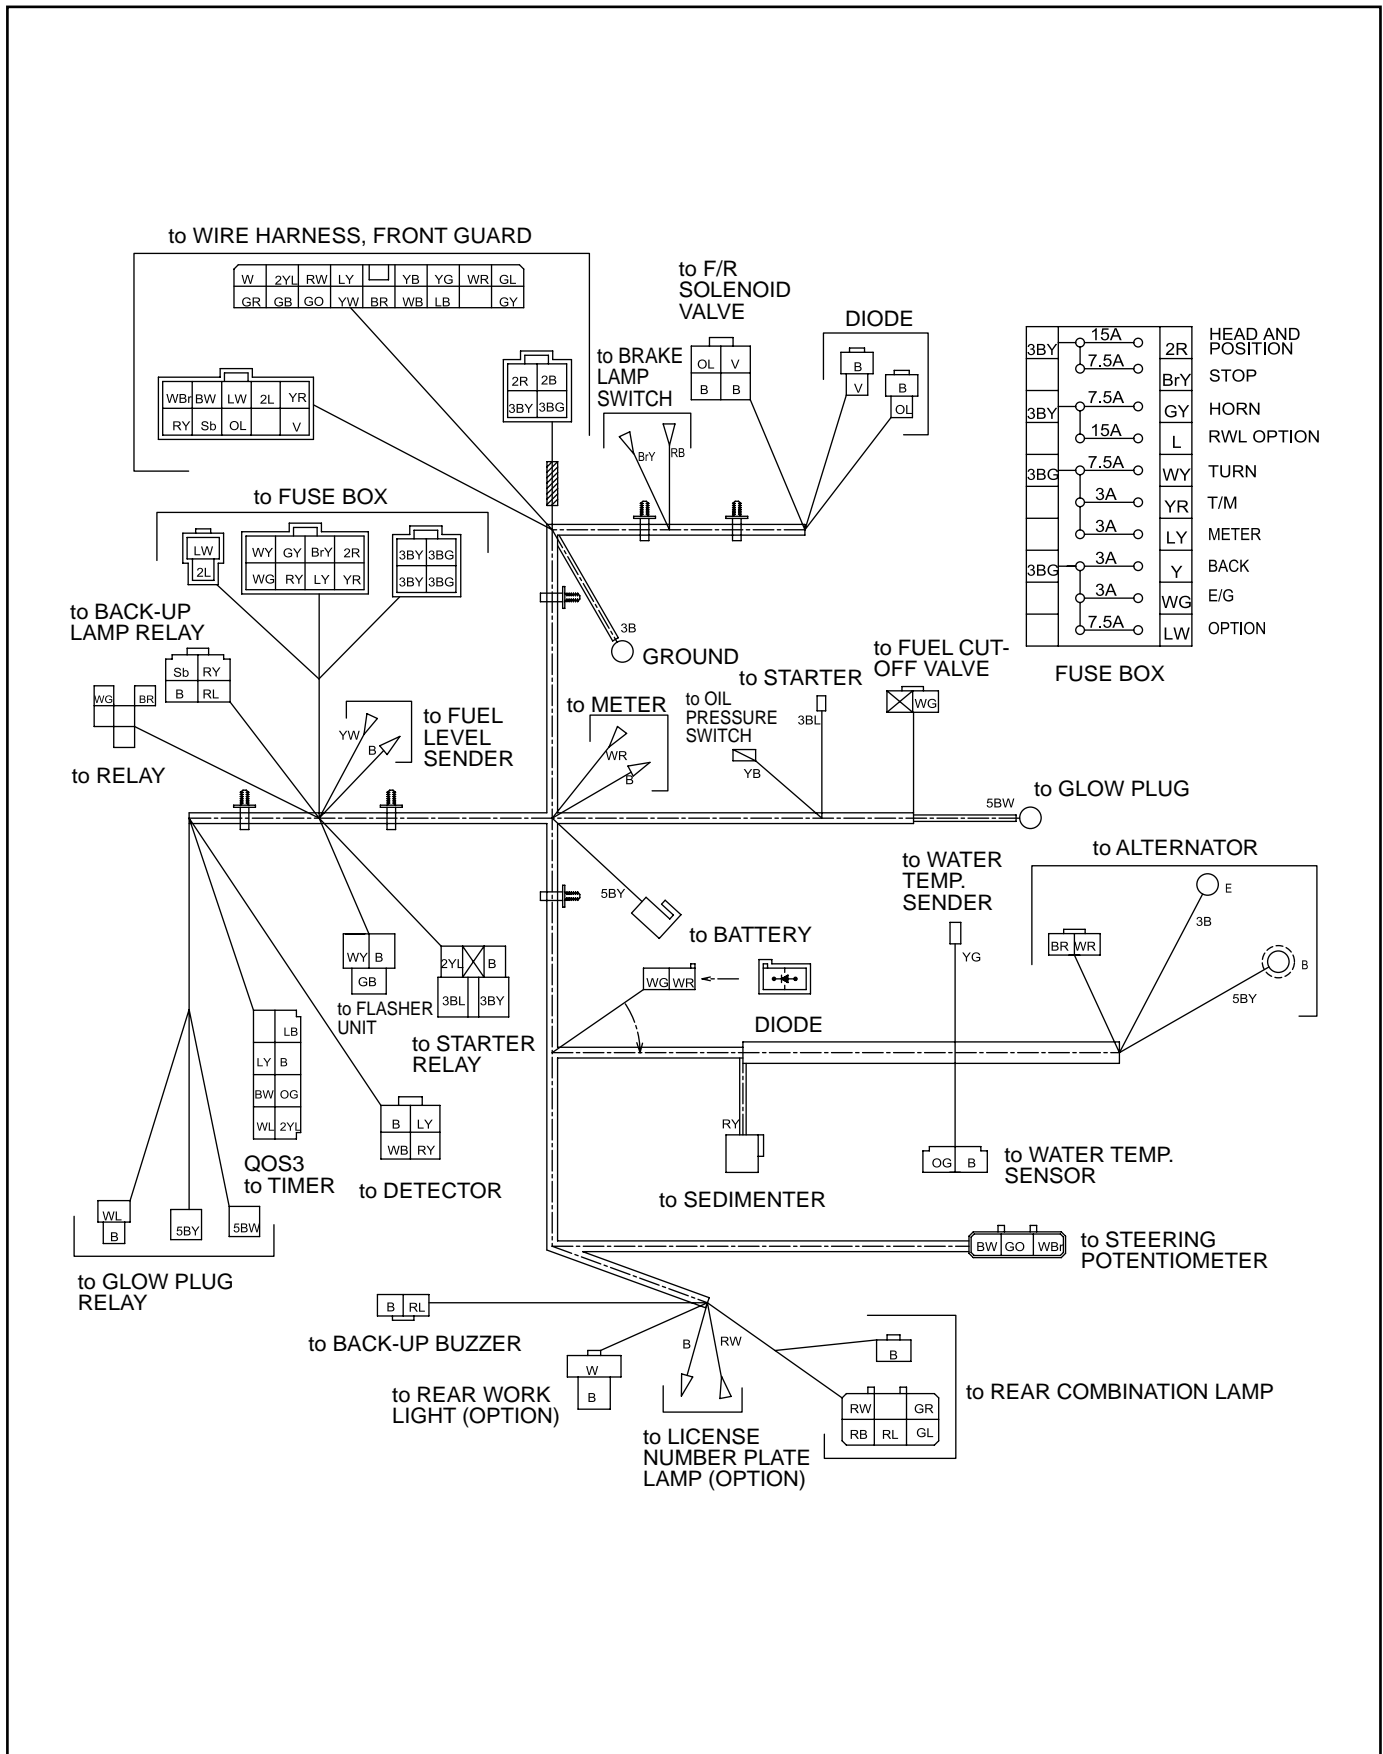 to WIRE HARNESS, FRONT GUARD
W 2YL RW LY YB YG WR GL
GR GB GO YW BR WB LB GY
WBr BW LW 2L YR
RY Sb OL V
2R 2B
3BY 3BG
to BRAKE
LAMP
SWITCH
BrY RB
to F/R
SOLENOID
VALVE
OL V
B B
DIODE
B
V
B
OL
3BY 15A 2R HEAD AND
POSITION
7.5A BrY STOP
3BY 7.5A GY HORN
15A L RWL OPTION
3BG 7.5A WY TURN
3A YR T/M
3A LY METER
3BG 3A Y BACK
3A WG E/G
7.5A LW OPTION
FUSE BOX
to FUSE BOX
LW
2L
WY GY BrY 2R
WG RY LY YR
3BY 3BG
3BY 3BG
to BACK-UP
LAMP RELAY
Sb RY
B RL
WG BR
to RELAY
YW
B
to FUEL
LEVEL
SENDER
3B
GROUND
to METER
WR
B
to OIL
PRESSURE
SWITCH
YB
to STARTER
3BL
to FUEL CUT-
OFF VALVE
WG
5BW
to GLOW PLUG
5BY
to BATTERY
WG WR
DIODE
to WATER
TEMP.
SENDER
YG
to ALTERNATOR
BR WR
E
3B
B
5BY
WY B
GB
to FLASHER
UNIT
2YL B
3BL 3BY
to STARTER
RELAY
LB
LY B
BW OG
WL 2YL
QOS3
to TIMER
B LY
WB RY
to DETECTOR
RY
to SEDIMENTER
OG B
to WATER TEMP.
SENSOR
WL
B
5BY
5BW
to GLOW PLUG
RELAY
BW GO WBr
to STEERING
POTENTIOMETER
B RL
to BACK-UP BUZZER
W
B
to REAR WORK
LIGHT (OPTION)
B RW
to LICENSE
NUMBER PLATE
LAMP (OPTION)
B
RW GR
RB RL GL
to REAR COMBINATION LAMP